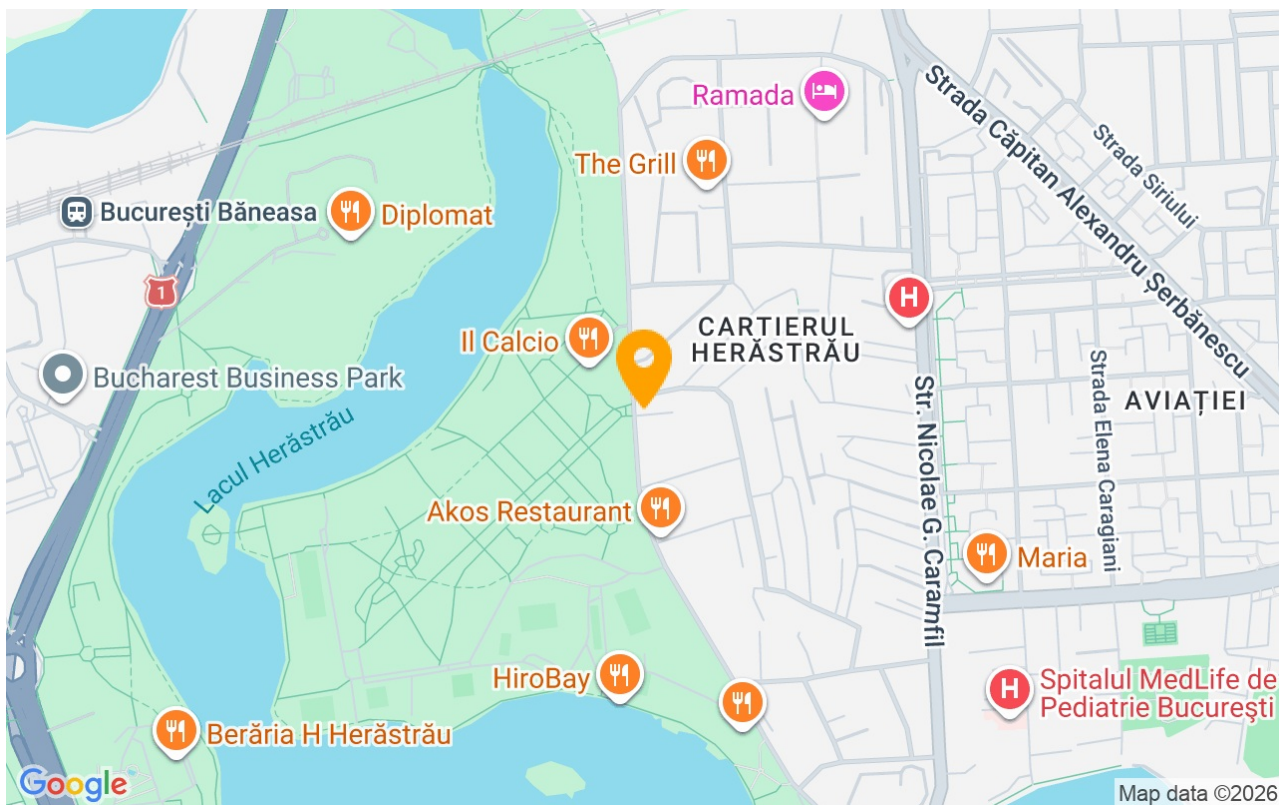 Ramada
Strada Căpitan Alexandru Șerbănescu
Strada Siriului
The Grill
București Băneasa
Diplomat
1
H
Il Calcio
CARTIERUL
HERĂSTRĂU
Bucharest Business Park
Strada Elena Caragiani
AVIAȚIEI
Str. Nicolae G. Caramfil
Lacul Herăstrău
Akos Restaurant
Maria
HiroBay
H
Spitalul MedLife de
Pediatrie București
Berăria H Herăstrău
Google
Map data ©2026